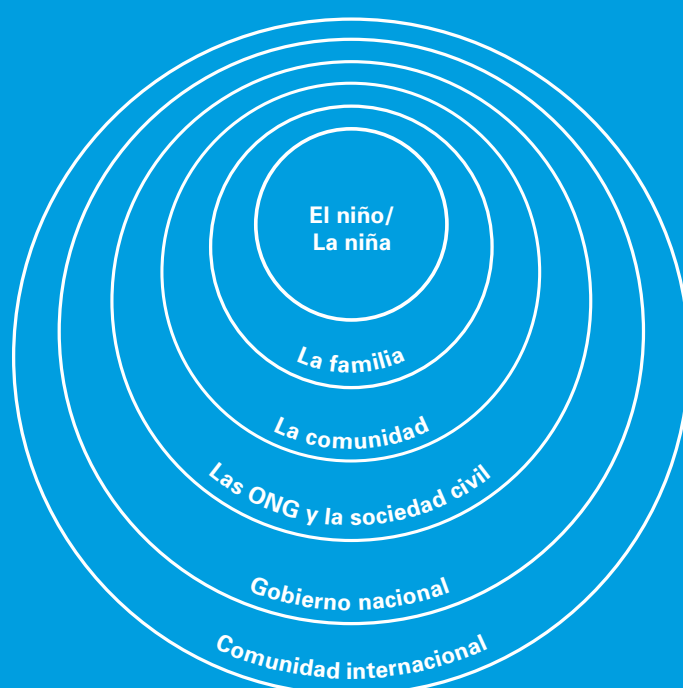 El niño/
La niña
La familia
La comunidad
Las ONG y la sociedad civil
Gobierno nacional
Comunidad internacional